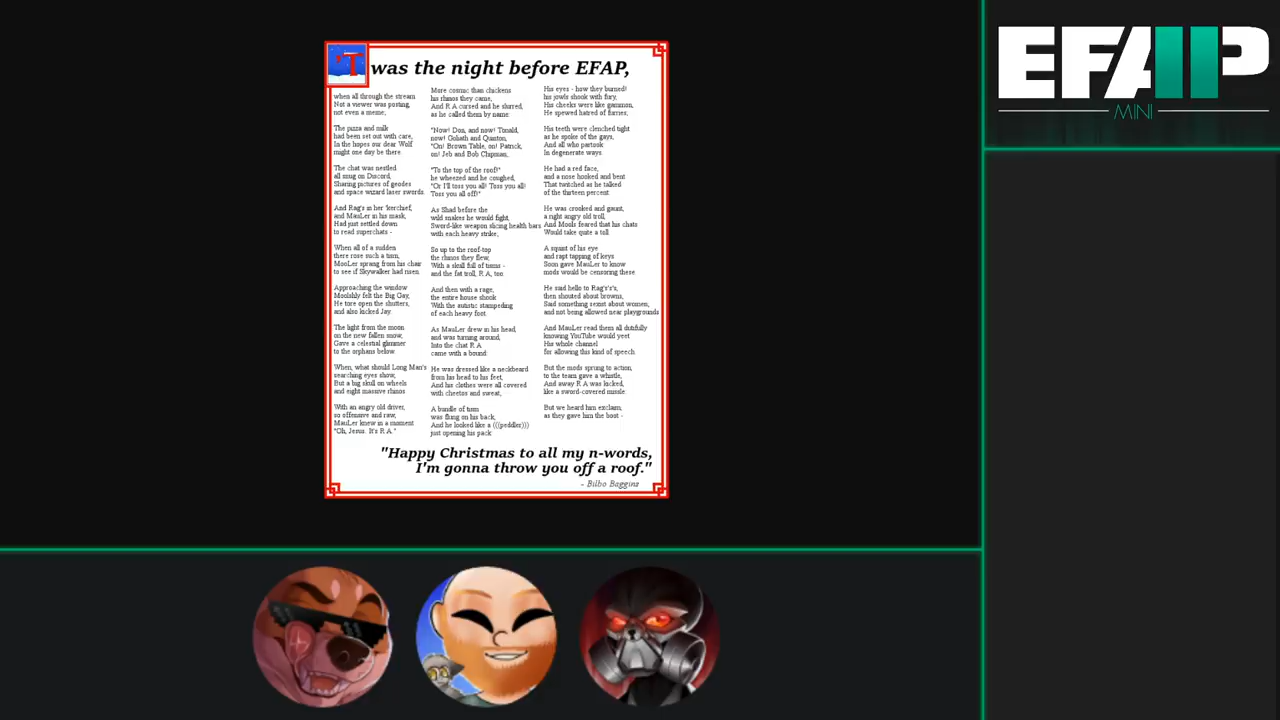 'T was the night before EFAP,
when all through the stream
Not a viewer was posting,
not even a meme;
The pizza and milk
had been set out with care,
In the hopes our dear Wolf
might one day be there
The chat was nestled
all snug on Discord,
Sharing pictures of geodes
and space wizard laser swords.
And Rag's in her 'kerchief,
and MauLer in his mask,
Had just settled down
to read superchats -
When all of a sudden
there rose such a turn,
MooLer sprang from his chair
to see if Skywalker had risen.
Approaching the window
Moolshly felt the Big Gay,
He tore open the shutters,
and also kicked Jay.
The light from the moon
on the new fallen snow,
Gave a celestial glimmer
to the orphans below
When, what should Long Man's
searching eyes show,
But a big skull on wheels
and eight massive rhinos
With an angry old driver,
so offensive and raw,
MauLer knew in a moment
"Oh, Jesus. It's R.A."
More cosmic than chickens
his rhinos they came,
And R.A cursed and he slurred,
as he called them by name:
"Now! Don, and now! Tonald,
now! Goliath and Quinton,
"On! Brown Table, on! Patrick,
on! Jeb and Bob Chipman,
"To the top of the roof!"
he wheezed and he coughed,
"Or I'll toss you all! Toss you all!
Toss you all off!"
As Shad before the
wild snakes he would fight,
Sword-like weapon slicing health bars
with each heavy strike,
So up to the roof-top
the rhinos they flew,
With a skull full of turns -
and the fat troll, R.A, too
And then with a rage,
the entire house shook
With the autistic stampeding
of each heavy foot
As MauLer drew in his head,
and was turning around,
Into the chat R.A
came with a bound
He was dressed like a neckbeard
from his head to his feet,
And his clothes were all covered
with cheetos and sweat,
A bundle of turns
was flung on his back,
And he looked like a (((peddler)))
just opening his pack
His eyes - how they burned!
his jowls shook with fury,
His cheeks were like gammon,
He spewed hatred of furries;
His teeth were clenched tight
as he spoke of the gays,
And all who partook
In degenerate ways
He had a red face,
and a nose hooked and bent
That twitched as he talked
of the thirteen percent
He was crooked and gaunt,
a right angry old troll,
And Mools feared that his chats
Would take quite a toll
A squint of his eye
and rapt tapping of keys
Soon gave MauLer to know
mods would be censoring these
He said hello to Rag's's's,
then shouted about browns,
Said something sexist about women,
and not being allowed near playgrounds
And MauLer read them all dutifully
knowing YouTube would yeet
His whole channel
for allowing this kind of speech
But the mods sprung to action,
to the team gave a whistle,
And away R.A was kicked,
like a sword-covered missile
But we heard him exclaim,
as they gave him the boot -
"Happy Christmas to all my n-words,
I'm gonna throw you off a roof."
- Bilbo Baggins
EFAP
MINI